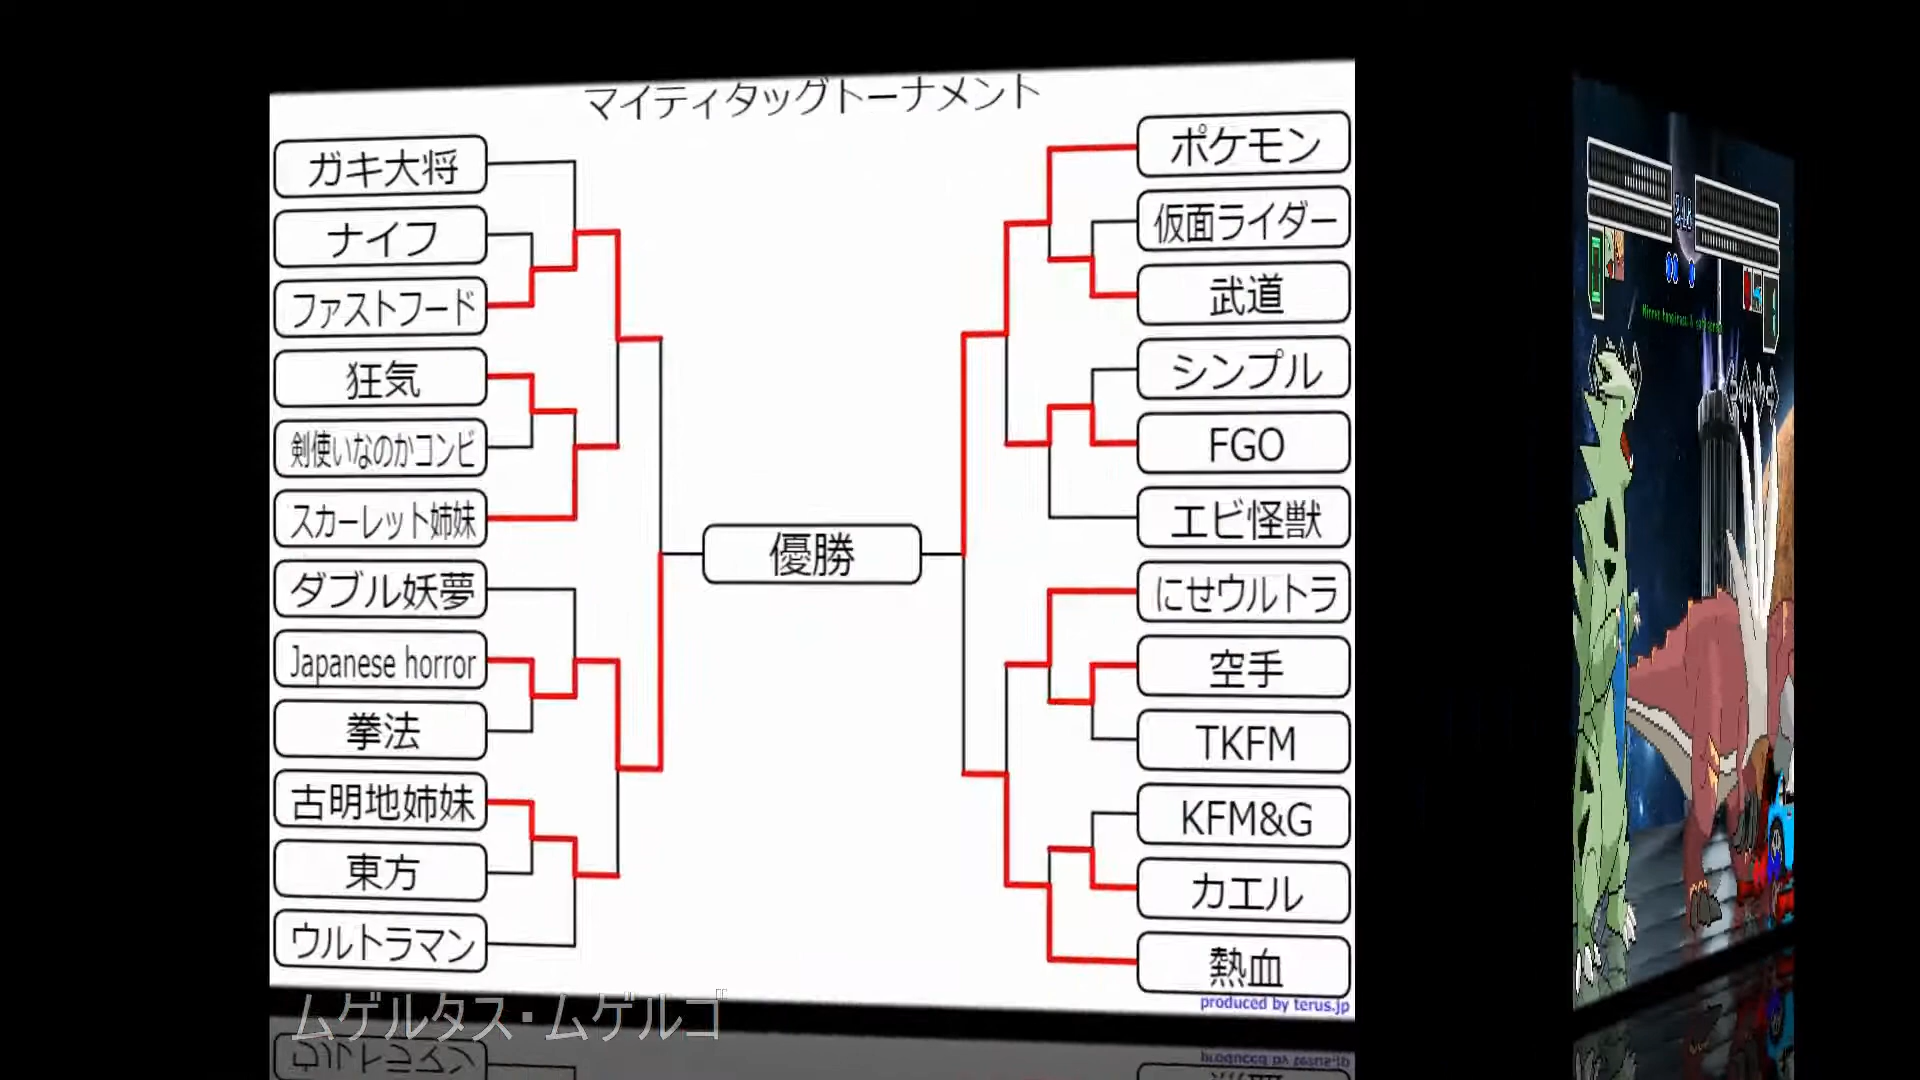 マイティタッグトーナメント
ガキ大将
ナイフ
ファストフード
狂気
剣使いなのかコンビ
スカーレット姉妹
ダブル妖夢
Japanese horror
拳法
古明地姉妹
東方
ウルトラマン
優勝
ポケモン
仮面ライダー
武道
シンプル
FGO
エビ怪獣
にせウルトラ
空手
TKFM
KFM&G
カエル
熱血
produced by terus.jp
ムゲルタス・ムゲルゴ